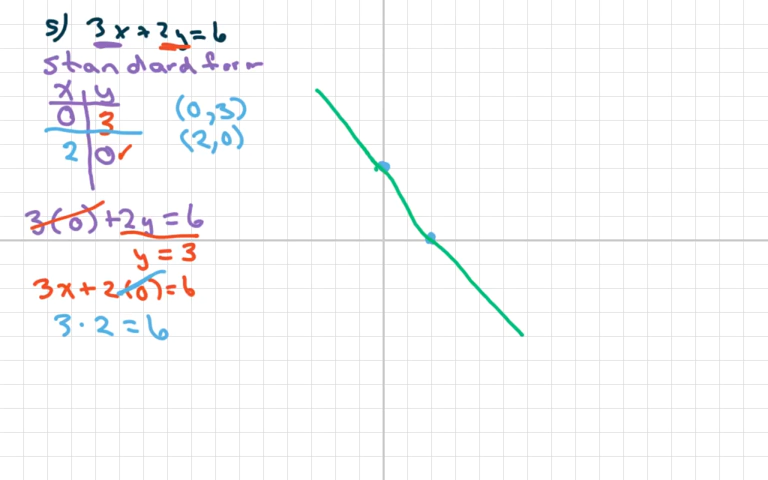 5) 3x + 2y = 6
standard form
x y
0 3
2 0 ✓
(0,3)
(2,0)
3(0) + 2y = 6
y = 3
3x + 2(0) = 6
3 · 2 = 6